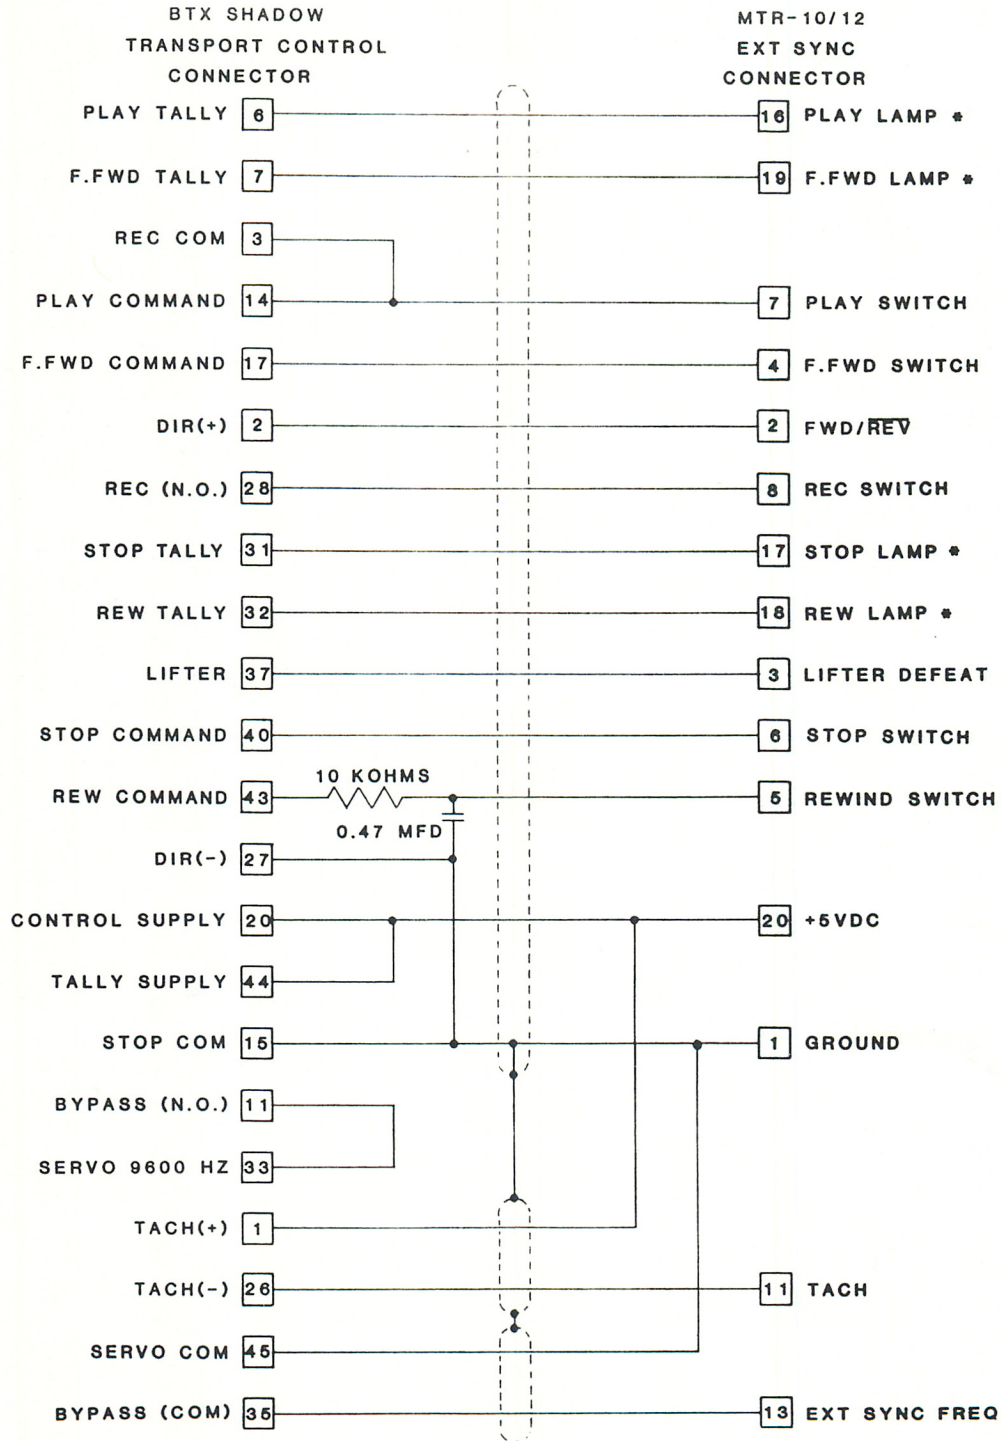 BTX SHADOW
TRANSPORT CONTROL
CONNECTOR
MTR-10/12
EXT SYNC
CONNECTOR
PLAY TALLY 6 16 PLAY LAMP *
F.FWD TALLY 7 19 F.FWD LAMP *
REC COM 3
PLAY COMMAND 14 7 PLAY SWITCH
F.FWD COMMAND 17 4 F.FWD SWITCH
DIR(+) 2 2 FWD/R̅E̅V̅
REC (N.O.) 28 8 REC SWITCH
STOP TALLY 31 17 STOP LAMP *
REW TALLY 32 18 REW LAMP *
LIFTER 37 3 LIFTER DEFEAT
STOP COMMAND 40 6 STOP SWITCH
10 KOHMS
REW COMMAND 43 5 REWIND SWITCH
0.47 MFD
DIR(-) 27
CONTROL SUPPLY 20 20 +5VDC
TALLY SUPPLY 44
STOP COM 15 1 GROUND
BYPASS (N.O.) 11
SERVO 9600 HZ 33
TACH(+) 1
TACH(-) 26 11 TACH
SERVO COM 45
BYPASS (COM) 35 13 EXT SYNC FREQ